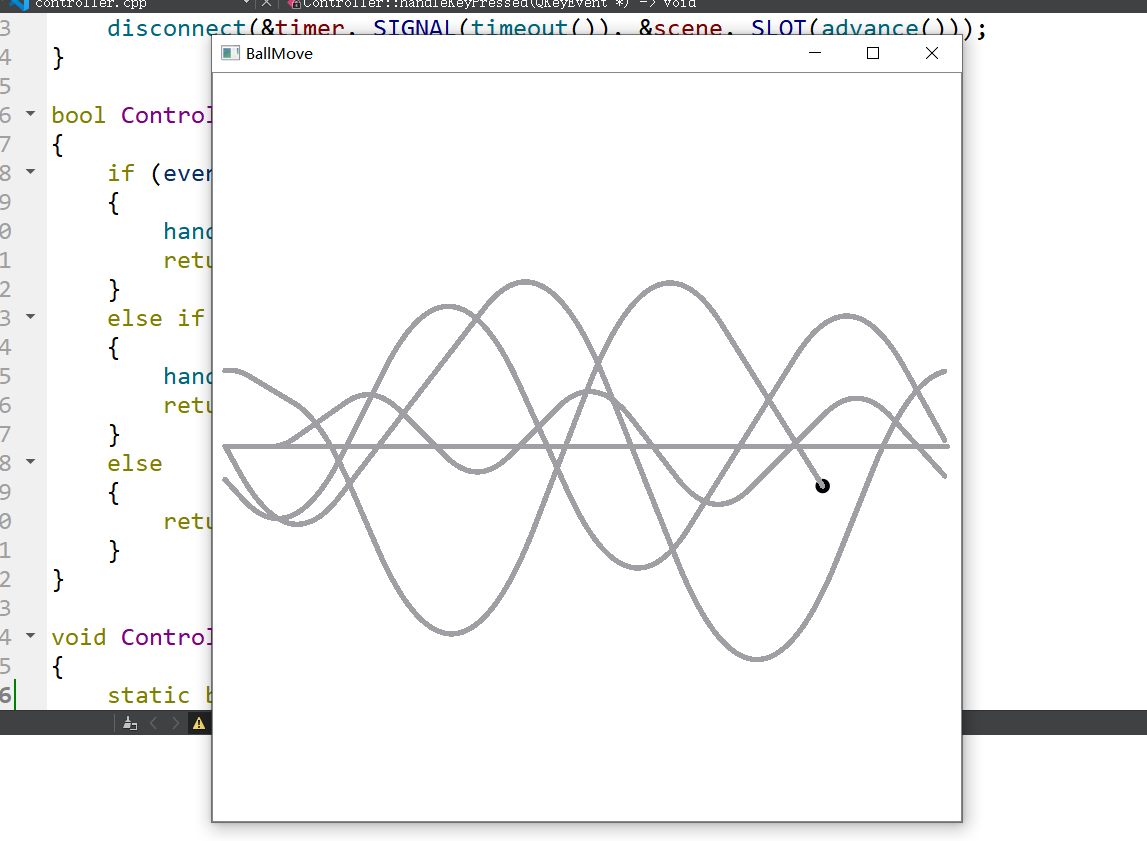 controller.cpp
Controller::handleKeyPressed(QKeyEvent *) -> void
3 disconnect(&timer, SIGNAL(timeout()), &scene, SLOT(advance()));
BallMove
4 }
5
6 bool Control
7 {
8 if (even
9 {
0 hand
1 retu
2 }
3 else if
4 {
5 hand
6 retu
7 }
8 else
9 {
0 retu
1 }
2 }
3
4 void Control
5 {
6 static b